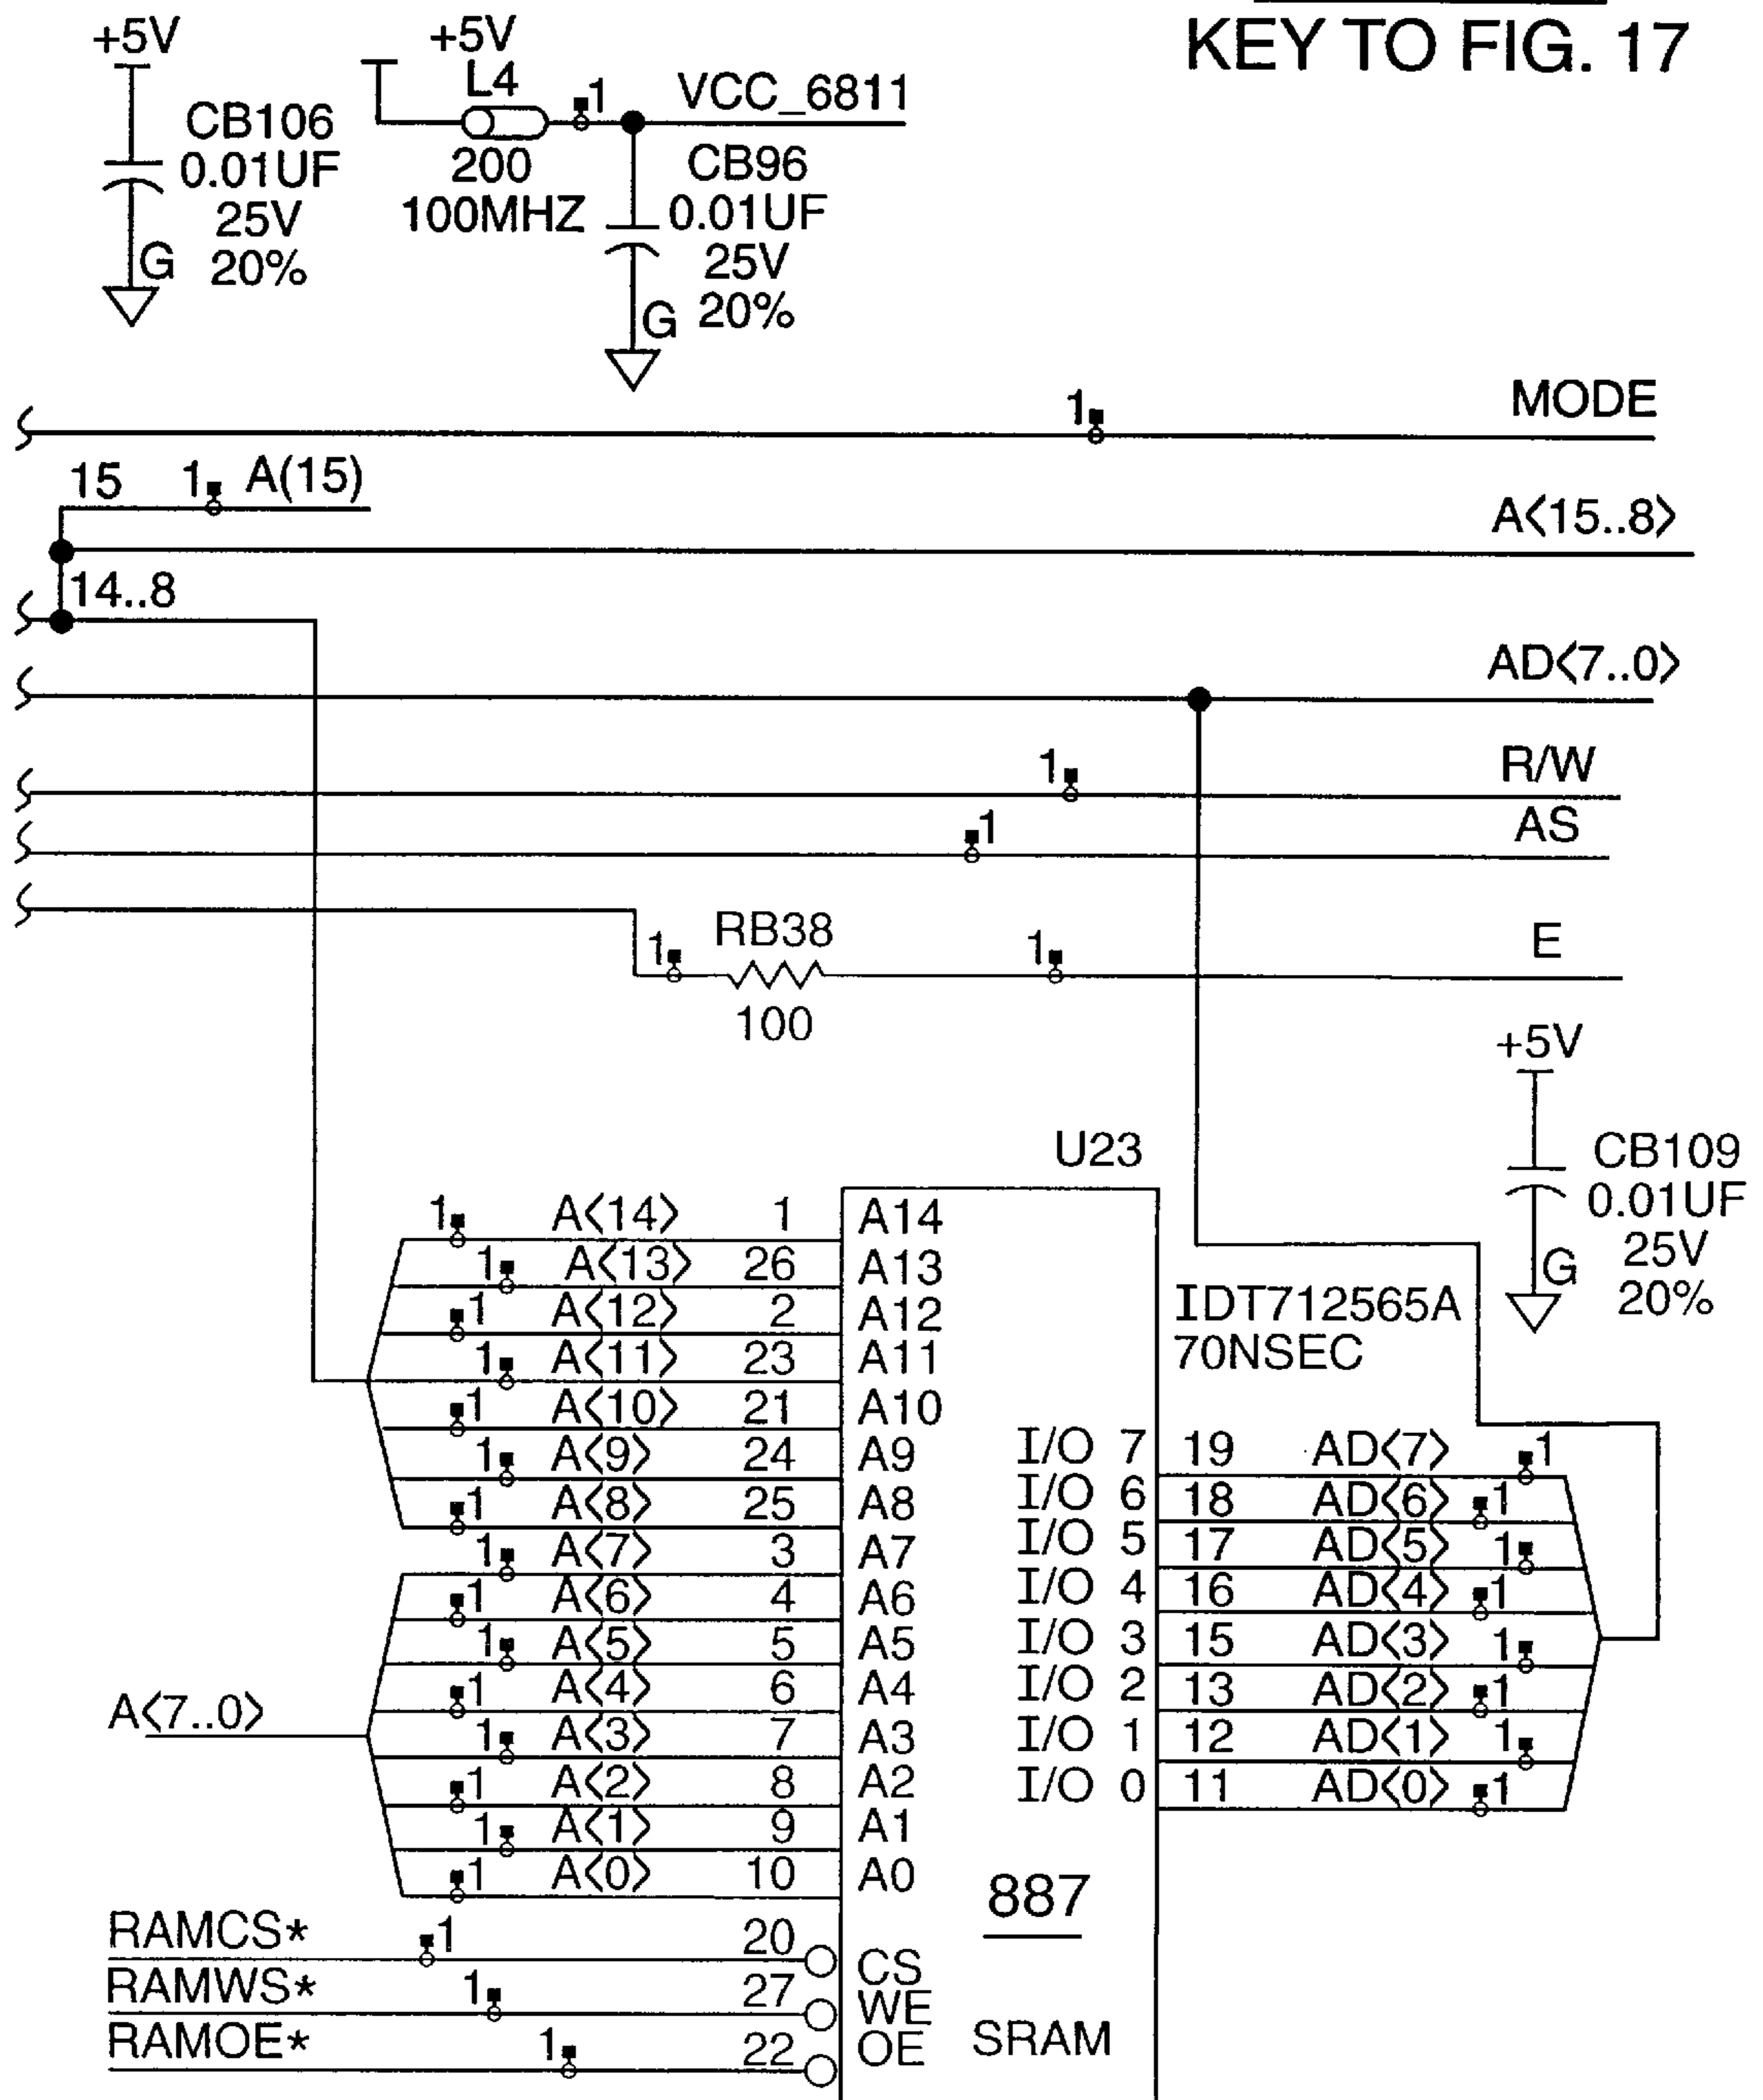 KEY TO FIG. 17
+5V
CB106
0.01UF
25V
20%
G
+5V
L4
200
100MHZ
1
VCC_6811
CB96
0.01UF
25V
20%
G
1 MODE
15 1 A(15)
A<15..8>
14..8
AD<7..0>
1 R/W
1 AS
1 RB38 1 E
100
+5V
CB109
0.01UF
25V
20%
G
U23
IDT712565A
70NSEC
1 A<14> 1 A14
1 A<13> 26 A13
1 A<12> 2 A12
1 A<11> 23 A11
1 A<10> 21 A10
1 A<9> 24 A9
1 A<8> 25 A8
1 A<7> 3 A7
1 A<6> 4 A6
1 A<5> 5 A5
1 A<4> 6 A4
1 A<3> 7 A3
1 A<2> 8 A2
1 A<1> 9 A1
1 A<0> 10 A0
A<7..0>
I/O 7 19 AD<7> 1
I/O 6 18 AD<6> 1
I/O 5 17 AD<5> 1
I/O 4 16 AD<4> 1
I/O 3 15 AD<3> 1
I/O 2 13 AD<2> 1
I/O 1 12 AD<1> 1
I/O 0 11 AD<0> 1
887
RAMCS* 1 20 CS
RAMWS* 1 27 WE
RAMOE* 1 22 OE
SRAM